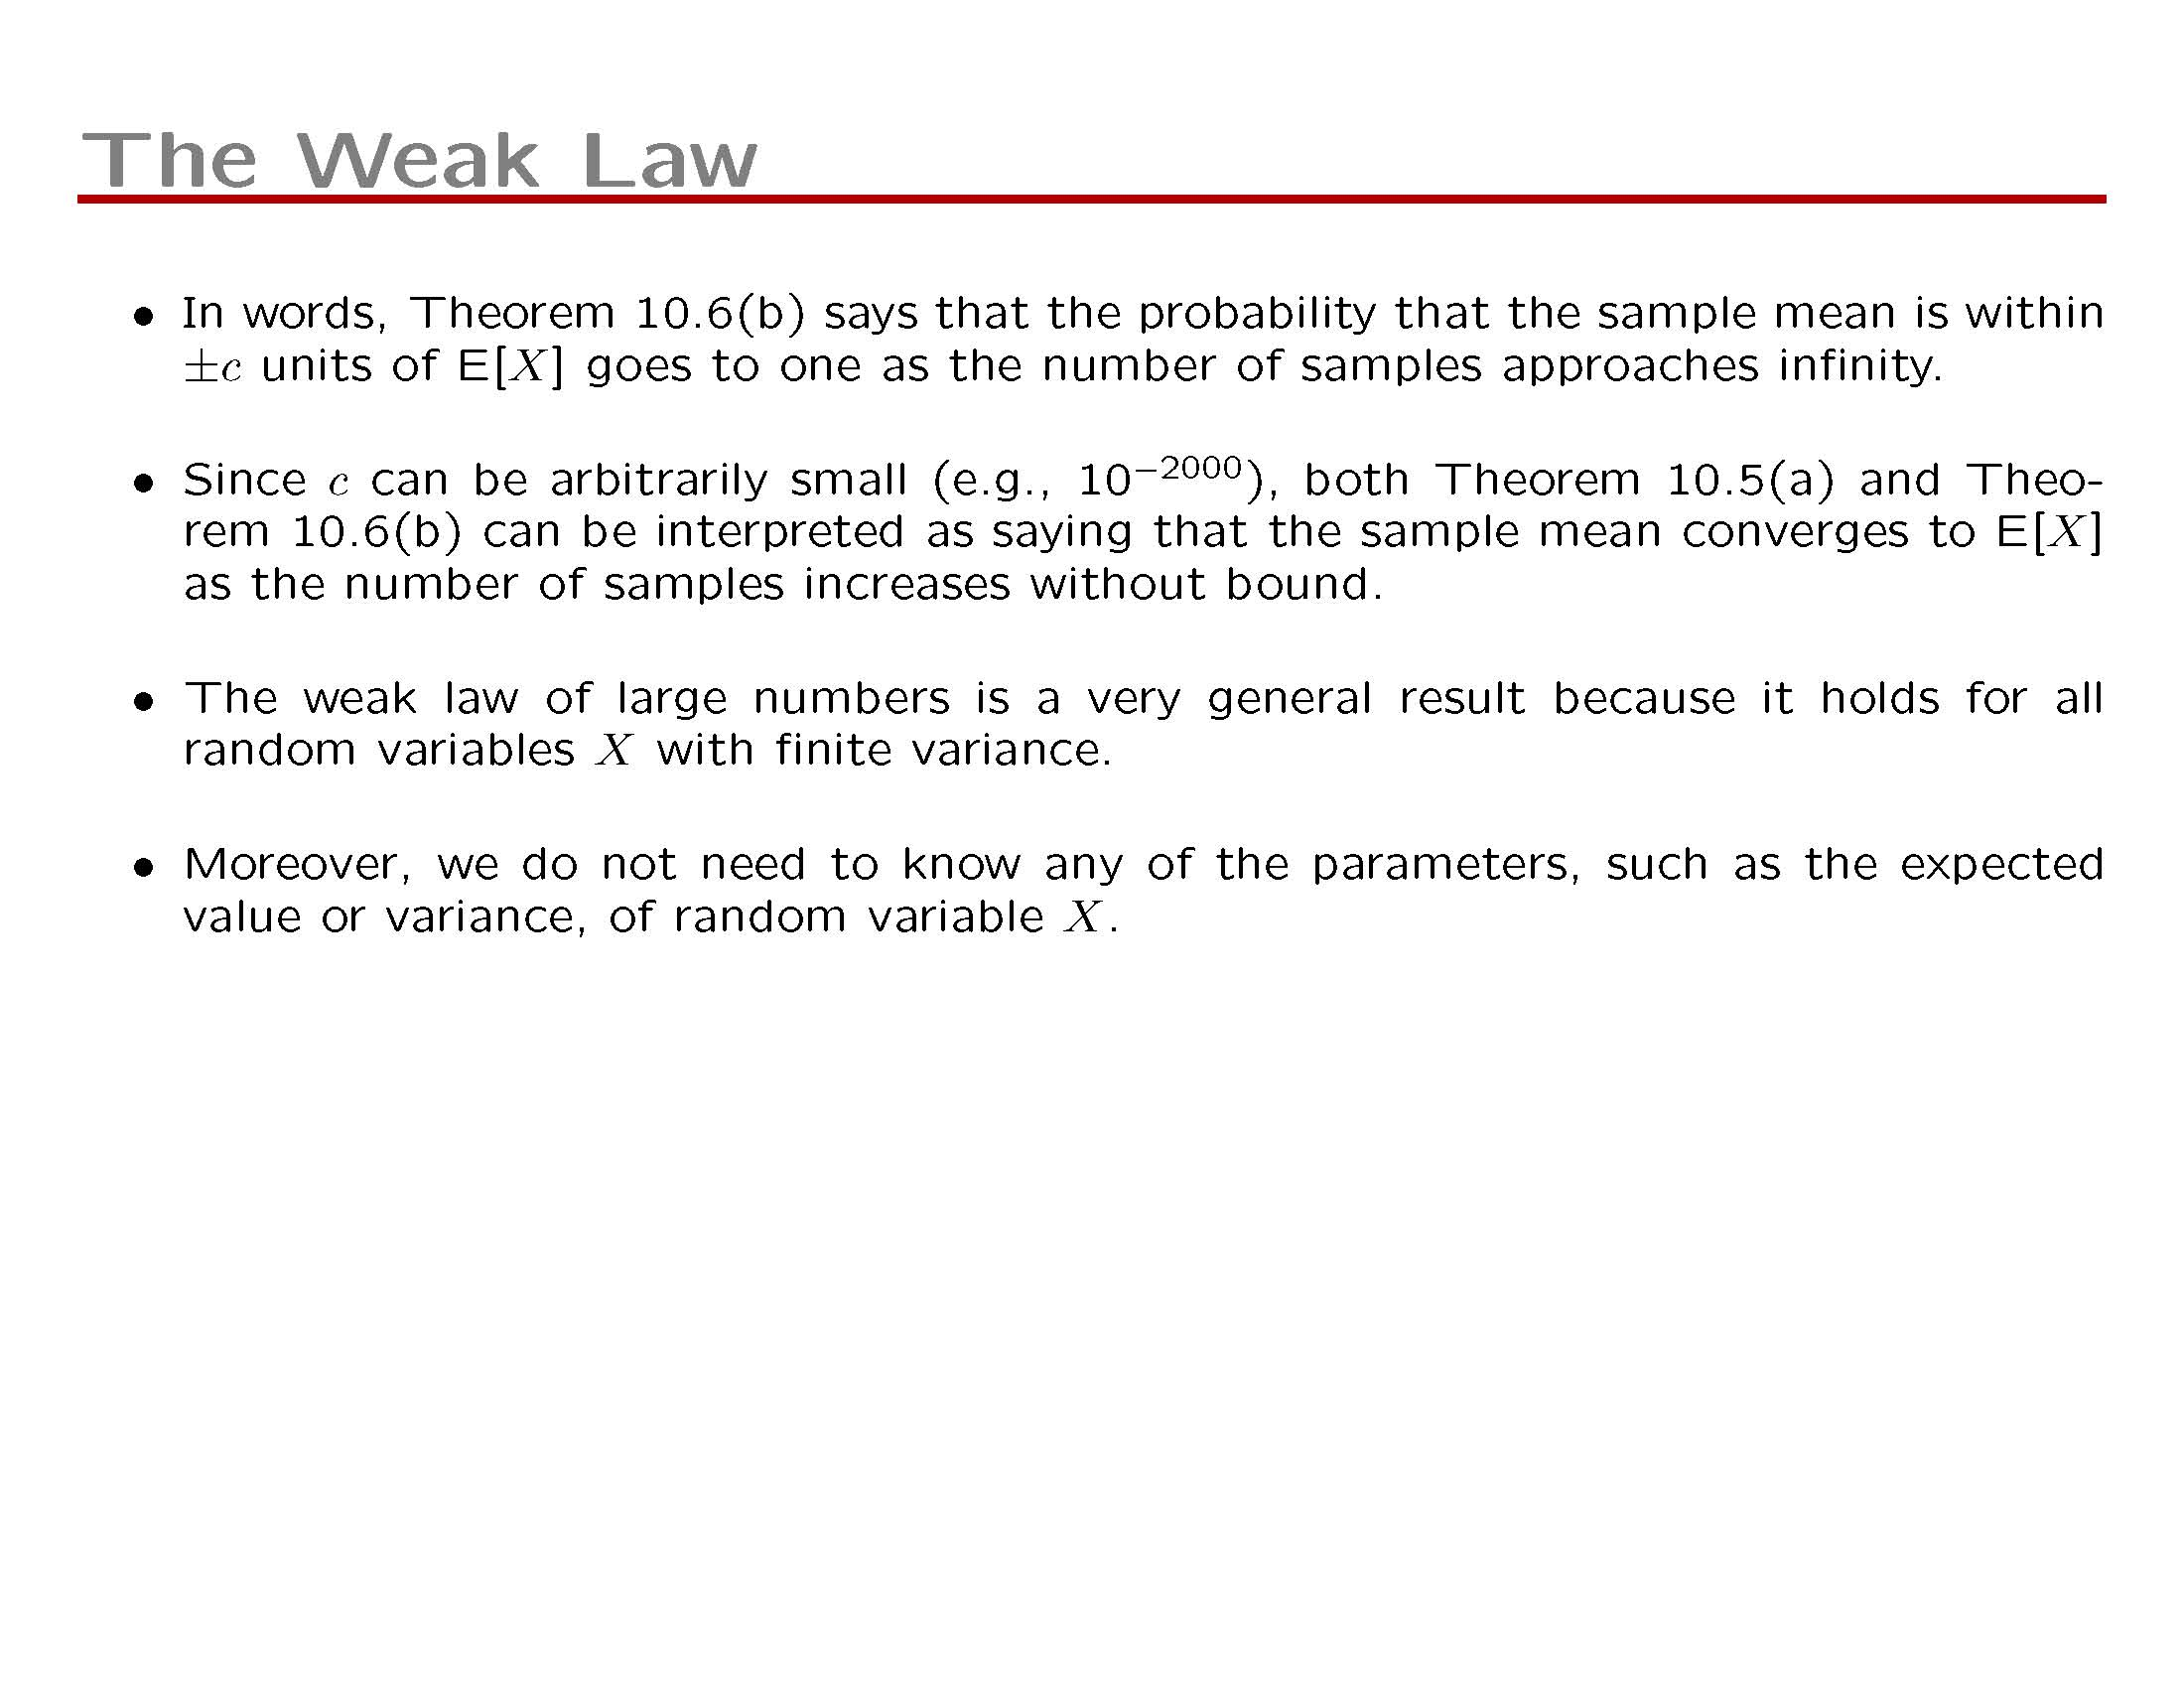 The Weak Law
• In words, Theorem 10.6(b) says that the probability that the sample mean is within
±c units of E[X] goes to one as the number of samples approaches infinity.
• Since c can be arbitrarily small (e.g., 10⁻²⁰⁰⁰), both Theorem 10.5(a) and Theo-
rem 10.6(b) can be interpreted as saying that the sample mean converges to E[X]
as the number of samples increases without bound.
• The weak law of large numbers is a very general result because it holds for all
random variables X with finite variance.
• Moreover, we do not need to know any of the parameters, such as the expected
value or variance, of random variable X.